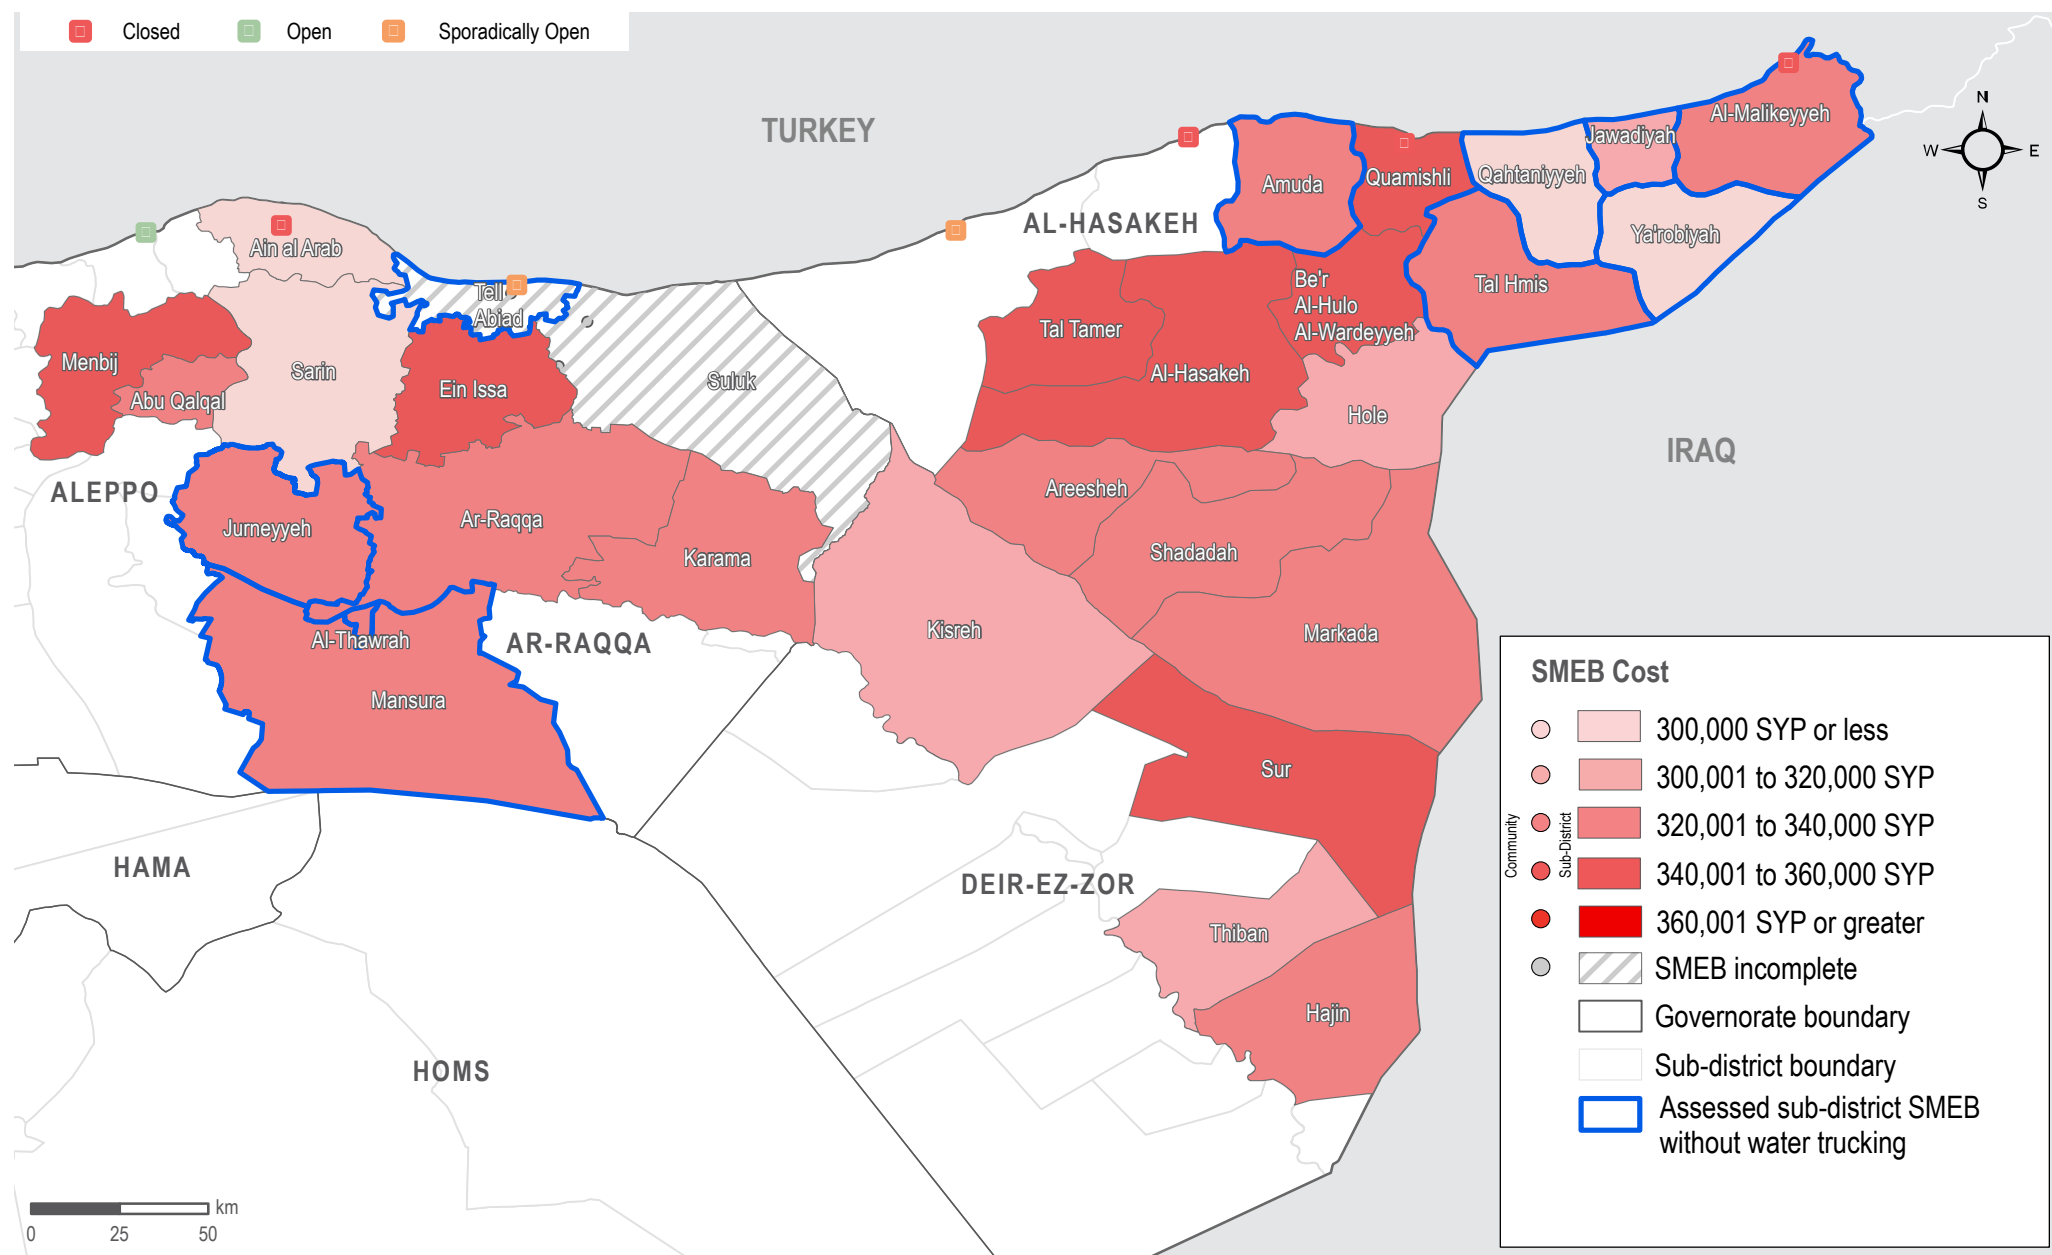 Closed
Open
Sporadically Open
TURKEY
IRAQ
N
W
E
S
Al-Malikeyyeh
Jawadiyah
Qahtaniyyeh
Quamishli
Amuda
Ya'robiyah
Tal Hmis
AL-HASAKEH
Ain al Arab
Tell
Abiad
Be'r
Al-Hulo
Al-Wardeyyeh
Tal Tamer
Al-Hasakeh
Menbij
Abu Qalqal
Sarin
Ein Issa
Suluk
Hole
ALEPPO
Areesheh
Jurneyyeh
Ar-Raqqa
Karama
Shadadah
Kisreh
Markada
Al-Thawrah
AR-RAQQA
Mansura
Sur
HAMA
DEIR-EZ-ZOR
Thiban
Hajin
HOMS
SMEB Cost
300,000 SYP or less
300,001 to 320,000 SYP
320,001 to 340,000 SYP
340,001 to 360,000 SYP
360,001 SYP or greater
SMEB incomplete
Governorate boundary
Sub-district boundary
Assessed sub-district SMEB
without water trucking
Community
Sub-District
km
0 25 50